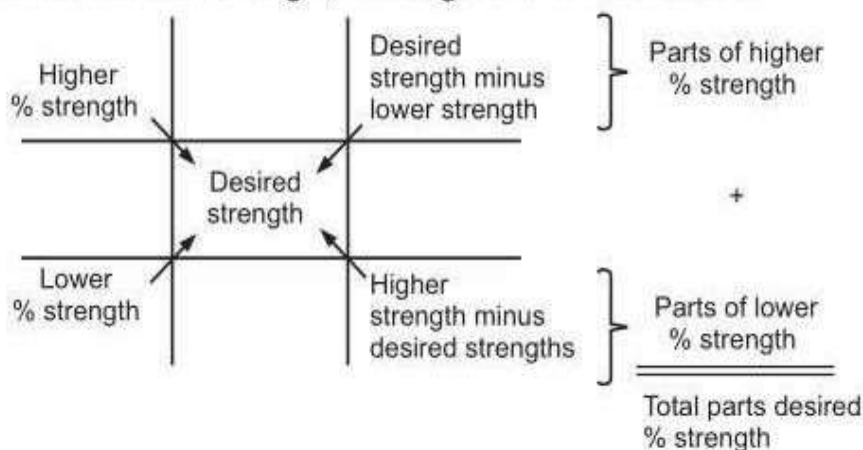 Higher
% strength
Desired
strength minus
lower strength
Parts of higher
% strength
Desired
strength
+
Lower
% strength
Higher
strength minus
desired strengths
Parts of lower
% strength
Total parts desired
% strength